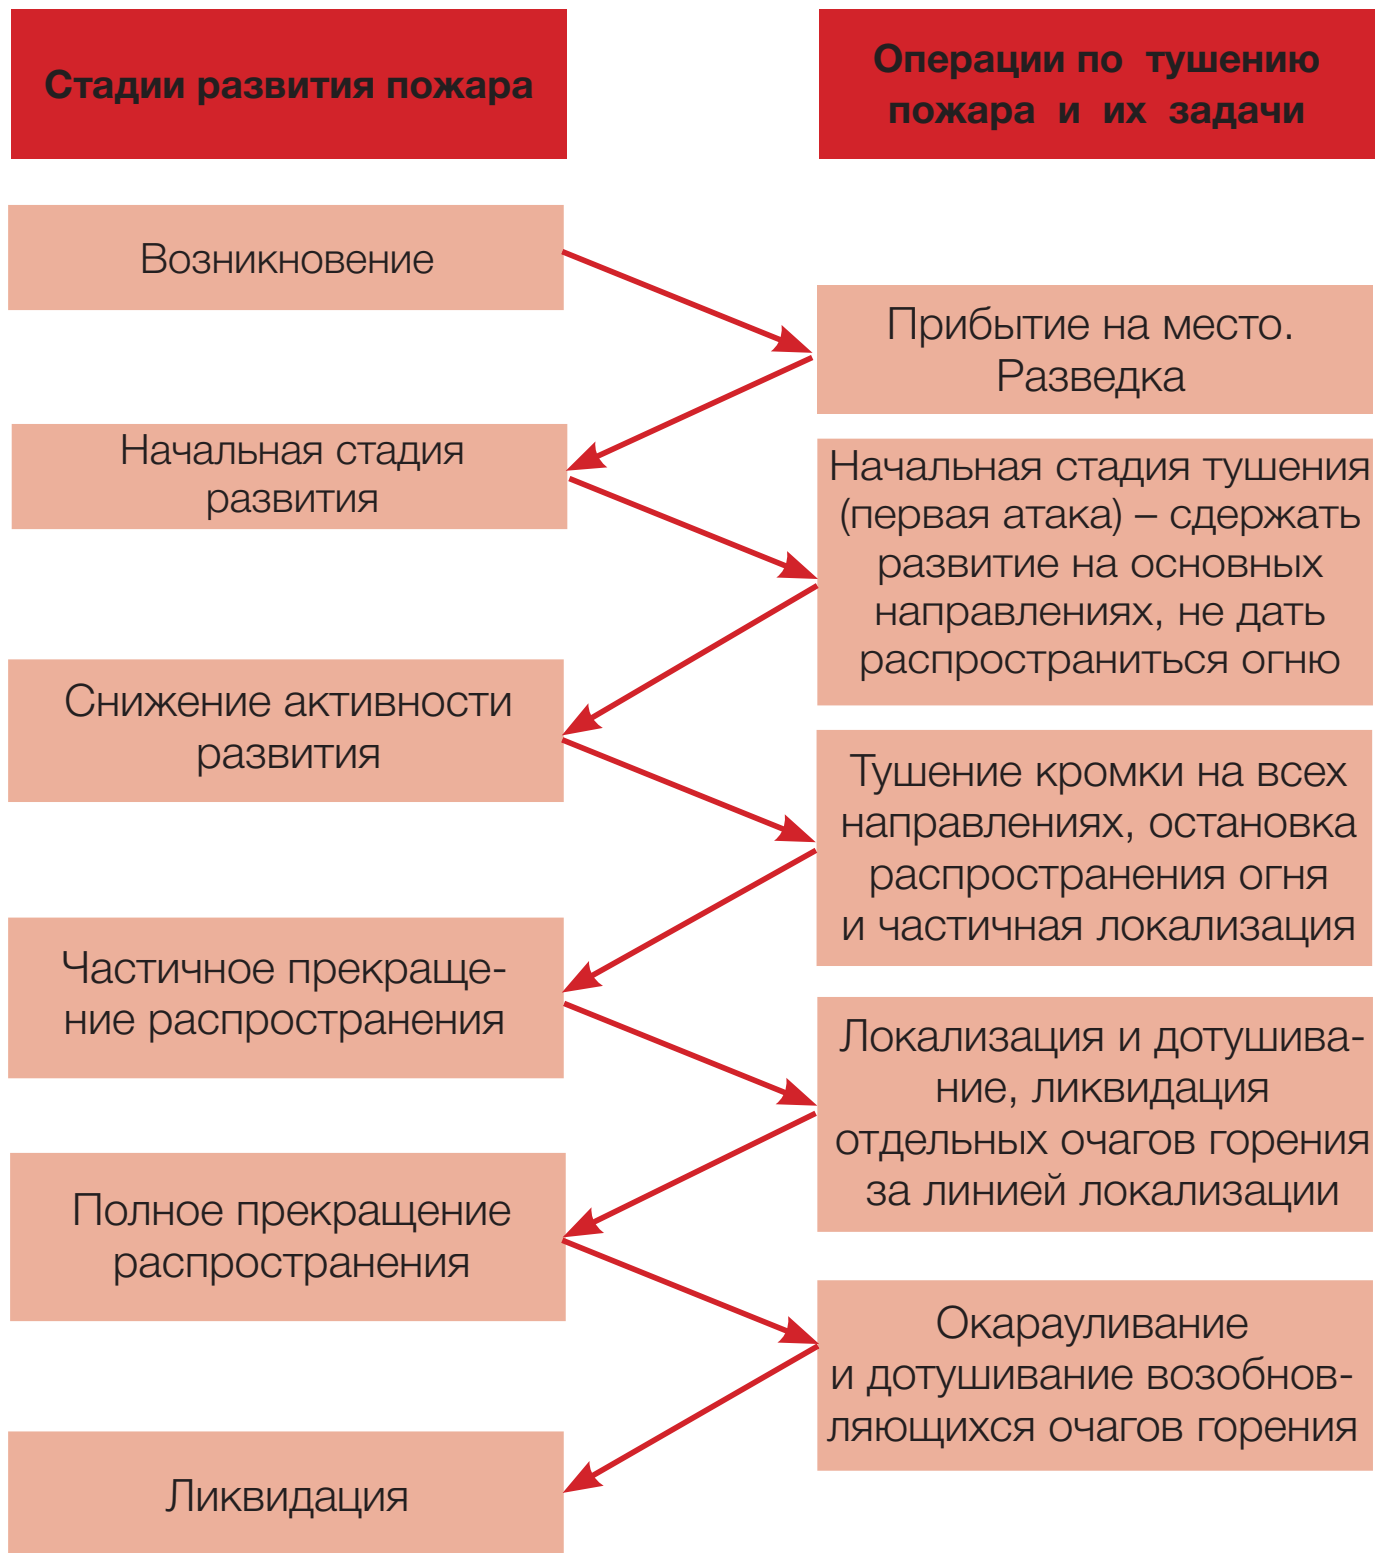 Стадии развития пожара
Операции по тушению
пожара и их задачи
Возникновение
Прибытие на место.
Разведка
Начальная стадия
развития
Начальная стадия тушения
(первая атака) – сдержать
развитие на основных
направлениях, не дать
распространиться огню
Снижение активности
развития
Тушение кромки на всех
направлениях, остановка
распространения огня
и частичная локализация
Частичное прекраще-
ние распространения
Локализация и дотушива-
ние, ликвидация
отдельных очагов горения
за линией локализации
Полное прекращение
распространения
Окарауливание
и дотушивание возобнов-
ляющихся очагов горения
Ликвидация